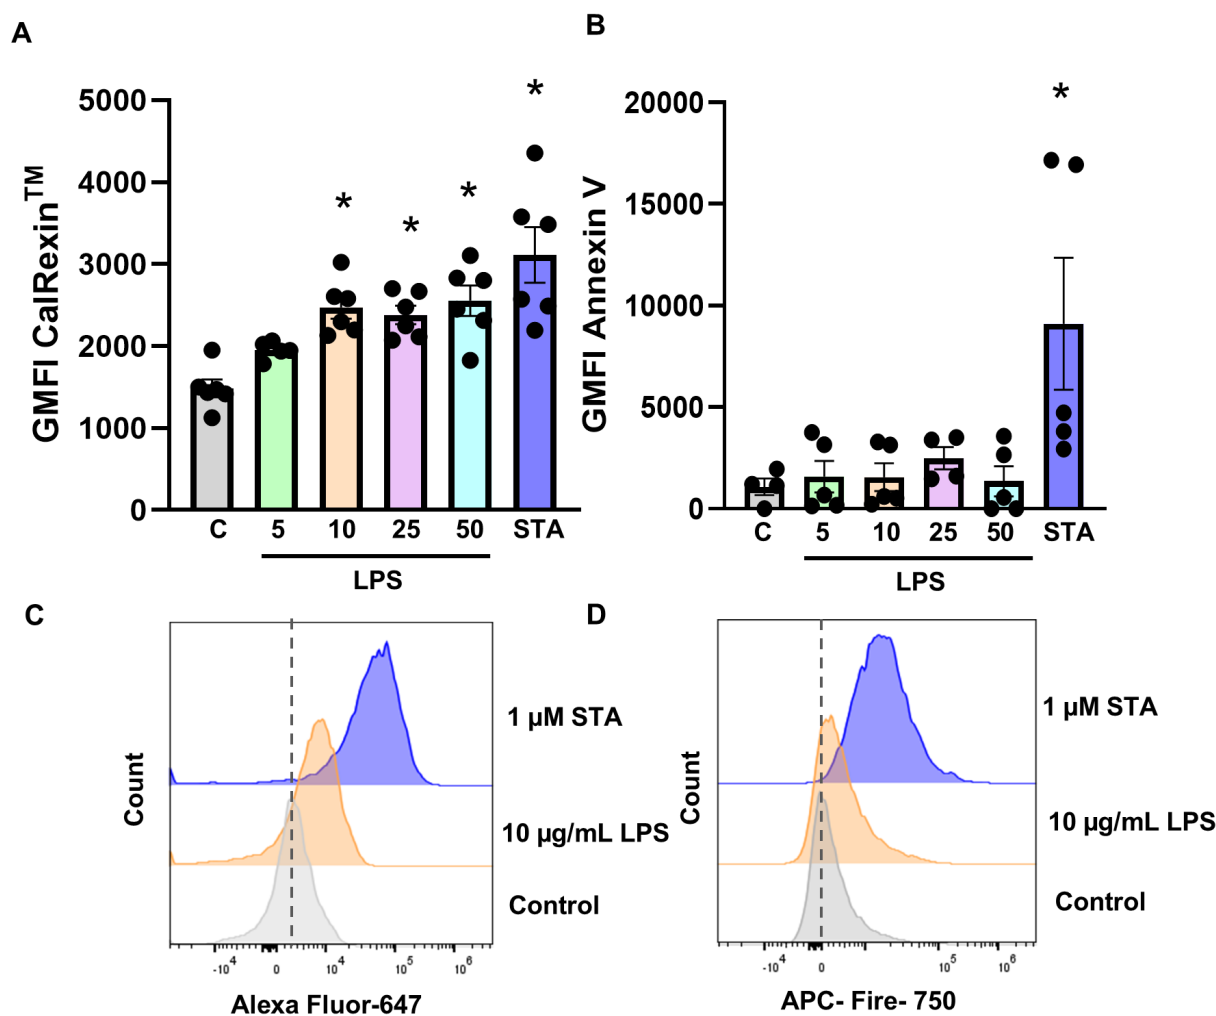 A
GMFI CalRexin™
5000
4000
3000
2000
1000
0
*
*
*
*
C 5 10 25 50 STA
LPS
B
GMFI Annexin V
20000
15000
10000
5000
0
*
C 5 10 25 50 STA
LPS
C
Count
1 µM STA
10 µg/mL LPS
Control
-10⁴ 0 10⁴ 10⁵ 10⁶
Alexa Fluor-647
D
Count
1 µM STA
10 µg/mL LPS
Control
-10⁴ 0 10⁵ 10⁶
APC- Fire- 750